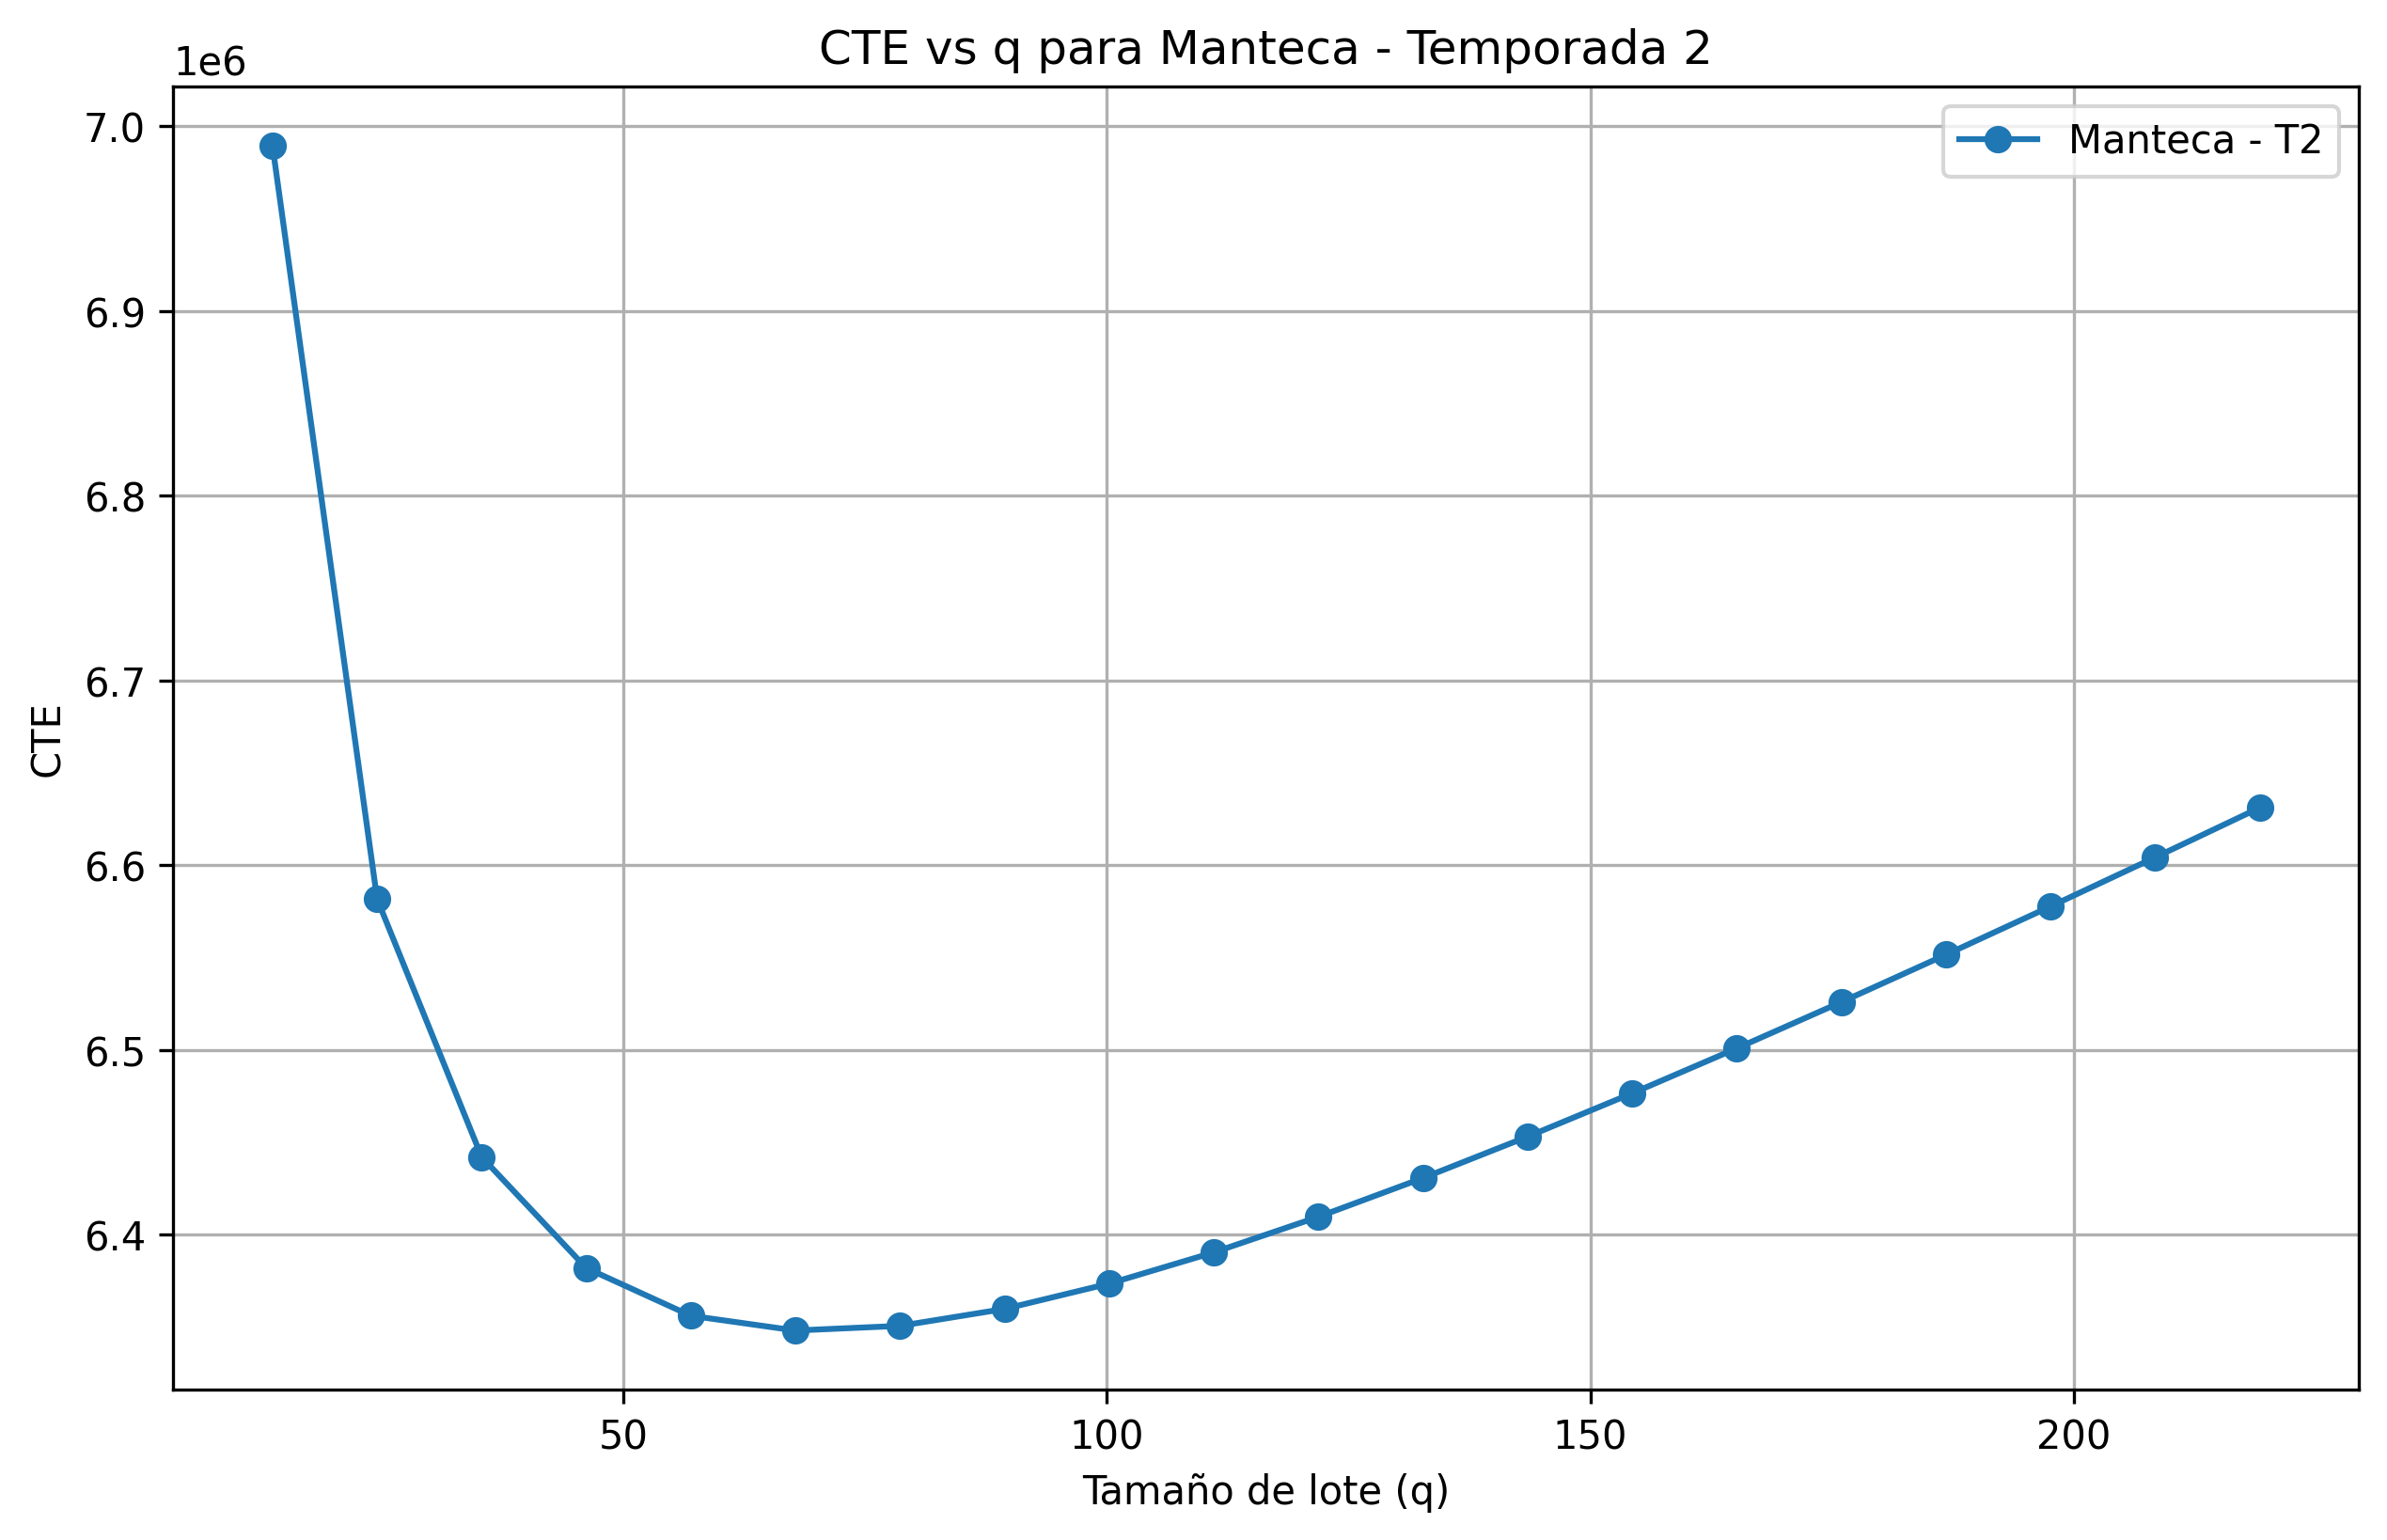 CTE vs q para Manteca - Temporada 2
1e6
Manteca - T2
7.0
6.9
6.8
6.7
6.6
6.5
6.4
CTE
50 100 150 200
Tamaño de lote (q)